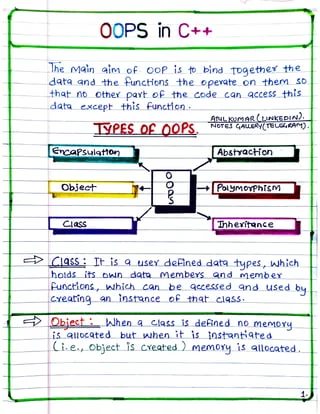 OOPS in C++
The Main aim of OOP is to bind together the
data and the functions the operate on them so
that no other part of the code can access this
data except this function.
ANIL KUMAR (LINKEDIN).
NOTES GALLERY (TELEGRAM).
TYPES OF OOPS.
Encapsulation
Abstraction
Object
OOPS
Polymorphism
Class
Inheritance
⇒ Class : It is a user defined data types, which
holds its own data members and member
functions, which can be accessed and used by
creating an instance of that class.
⇒ Object : When a class is defined no memory
is allocated but when it is instantiated
(i.e., object is created) memory is allocated.
1.